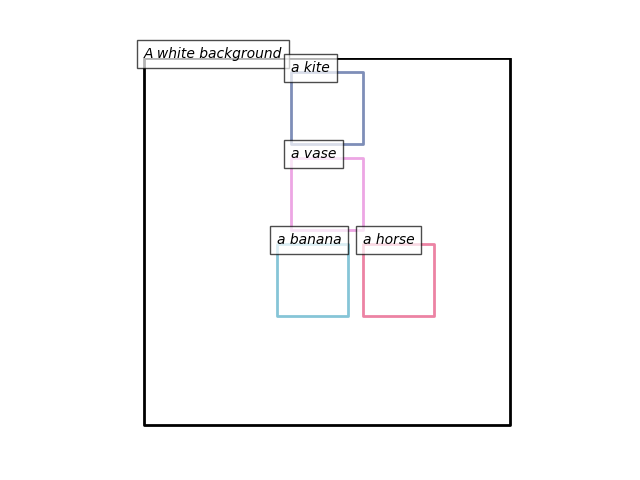 A white background
a kite
a vase
a banana
a horse